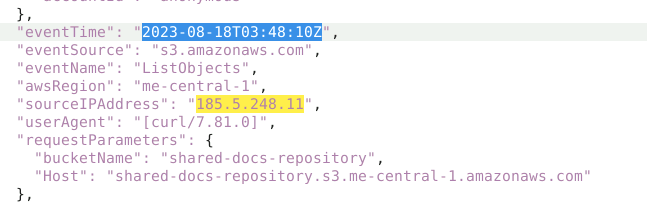 "accountId": "anonymous"
},
"eventTime": "2023-08-18T03:48:10Z",
"eventSource": "s3.amazonaws.com",
"eventName": "ListObjects",
"awsRegion": "me-central-1",
"sourceIPAddress": "185.5.248.11",
"userAgent": "[curl/7.81.0]",
"requestParameters": {
"bucketName": "shared-docs-repository",
"Host": "shared-docs-repository.s3.me-central-1.amazonaws.com"
},